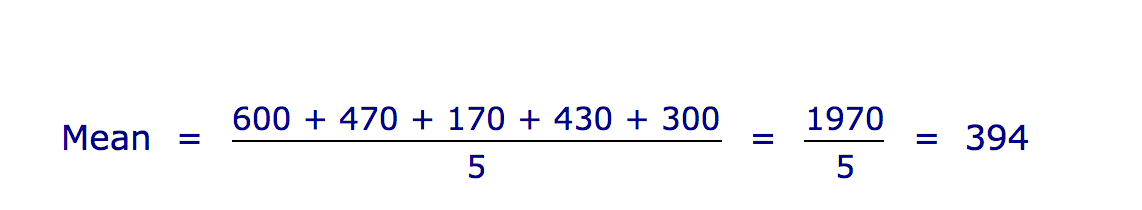 Mean = 600 + 470 + 170 + 430 + 300 / 5 = 1970 / 5 = 394